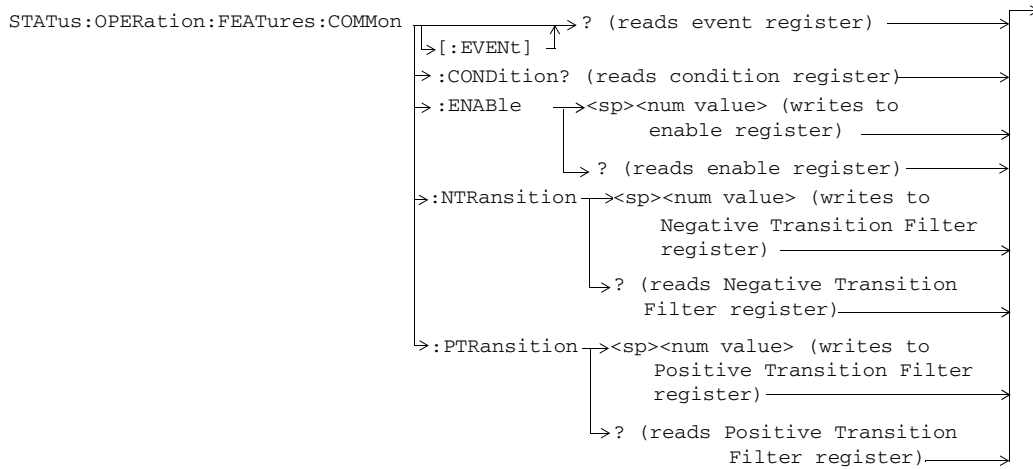 STATus:OPERation:FEATures:COMMon ? (reads event register)
[:EVENt]
:CONDition? (reads condition register)
:ENABle <sp><num value> (writes to
enable register)
? (reads enable register)
:NTRansition <sp><num value> (writes to
Negative Transition Filter
register)
? (reads Negative Transition
Filter register)
:PTRansition <sp><num value> (writes to
Positive Transition Filter
register)
? (reads Positive Transition
Filter register)